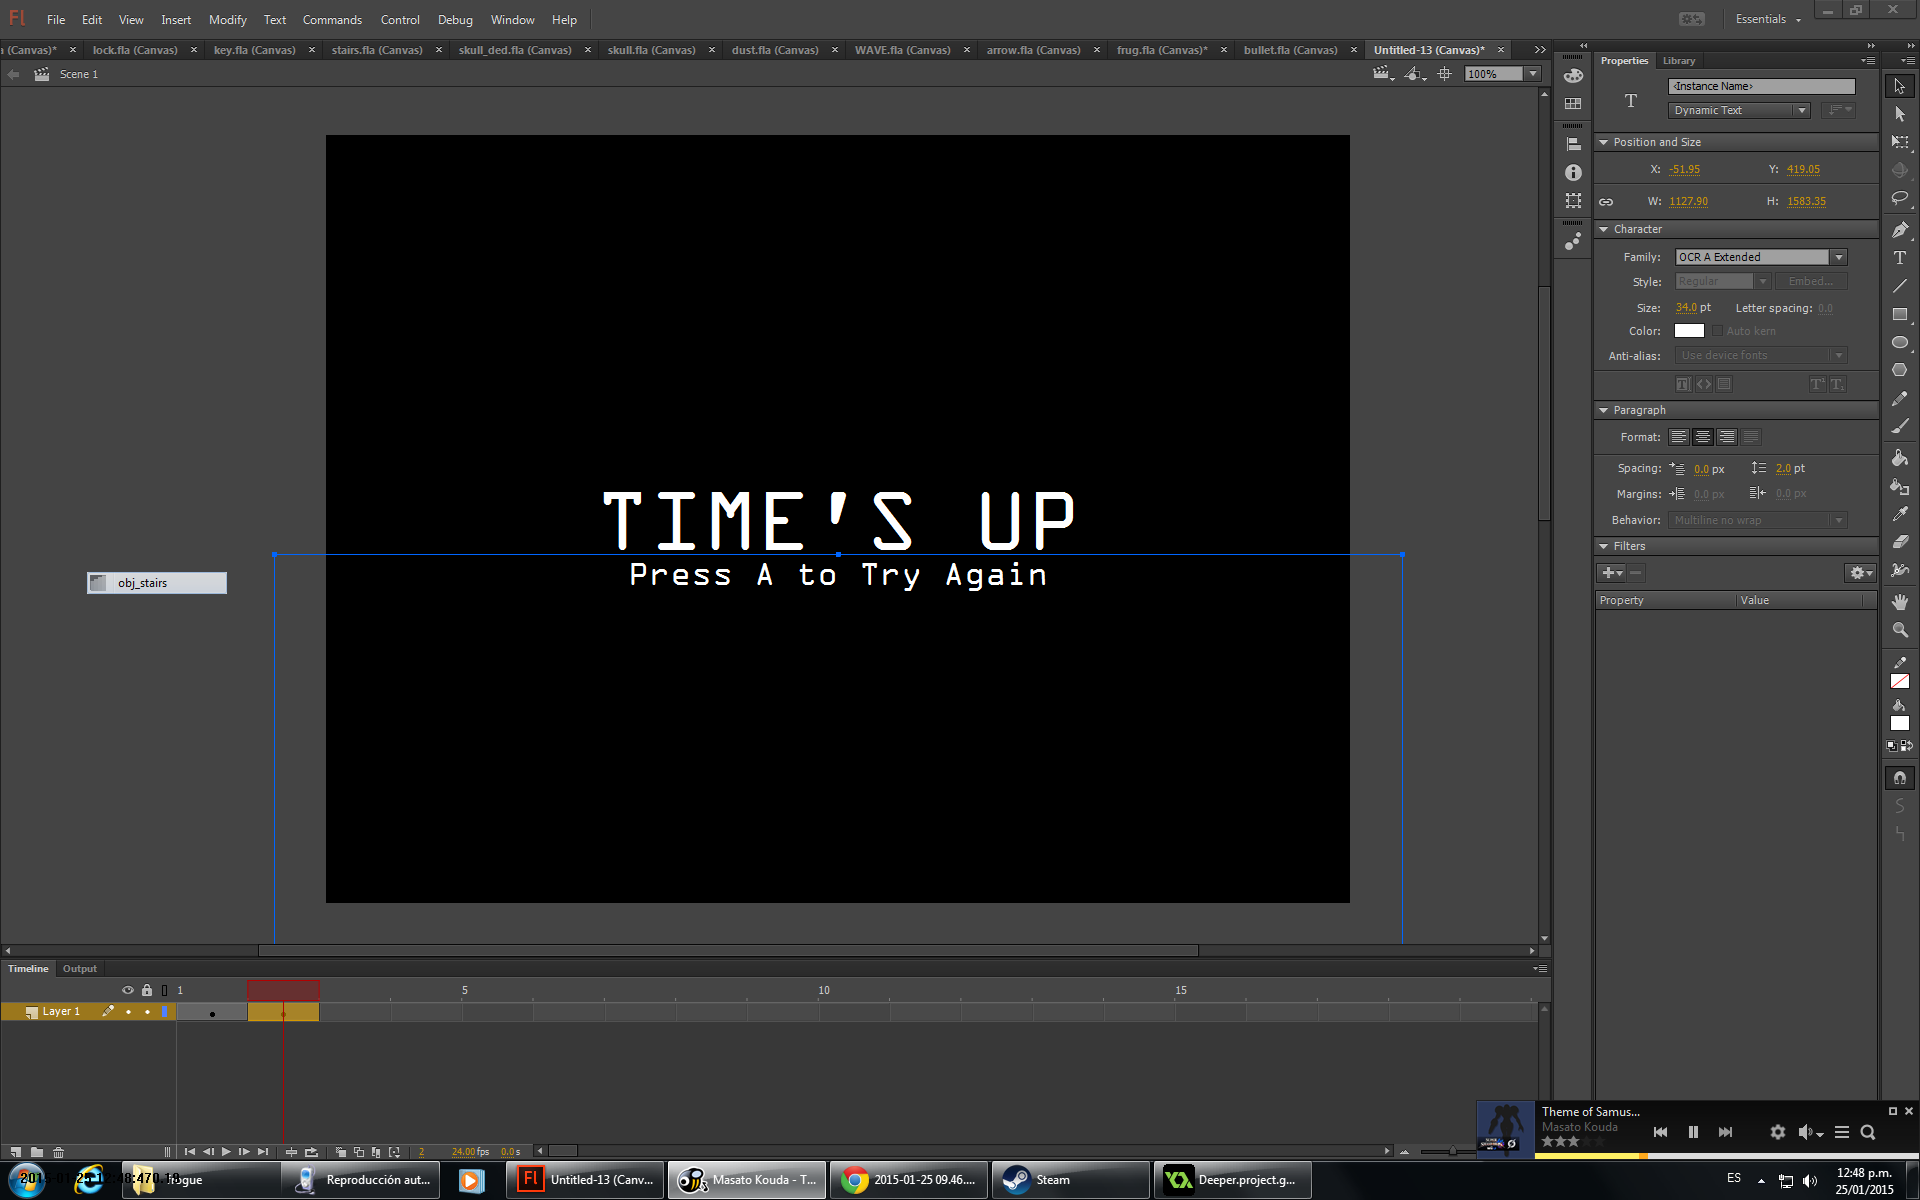 Fl File Edit View Insert Modify Text Commands Control Debug Window Help Essentials
a (Canvas)* lock.fla (Canvas) key.fla (Canvas) stairs.fla (Canvas) skull_ded.fla (Canvas) skull.fla (Canvas) dust.fla (Canvas) WAVE.fla (Canvas) arrow.fla (Canvas) frug.fla (Canvas)* bullet.fla (Canvas) Untitled-13 (Canvas)*
Scene 1 100%
Properties Library
<Instance Name>
Dynamic Text
Position and Size
X: -51.95 Y: 419.05
W: 1127.90 H: 1583.35
Character
Family: OCR A Extended
Style: Regular Embed...
Size: 34.0 pt Letter spacing: 0.0
Color: Auto kern
Anti-alias: Use device fonts
Paragraph
Format:
Spacing: 0.0 px 2.0 pt
Margins: 0.0 px 0.0 px
Behavior: Multiline no wrap
Filters
Property Value
TIME'S UP
Press A to Try Again
obj_stairs
Timeline Output
1 5 10 15
Layer 1
2 24.00 fps 0.0 s
Theme of Samus...
Masato Kouda
Reproducción aut...
Untitled-13 (Canv...
Masato Kouda - T...
2015-01-25 09.46....
Steam
Deeper.project.g...
ES
12:48 p.m.
25/01/2015